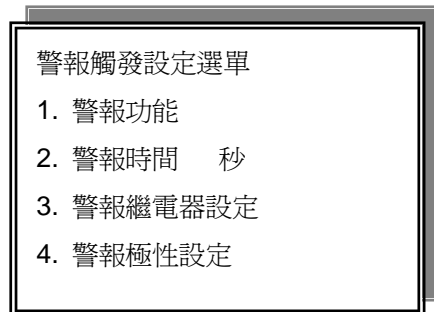 警報觸發設定選單
1. 警報功能
2. 警報時間 秒
3. 警報繼電器設定
4. 警報極性設定